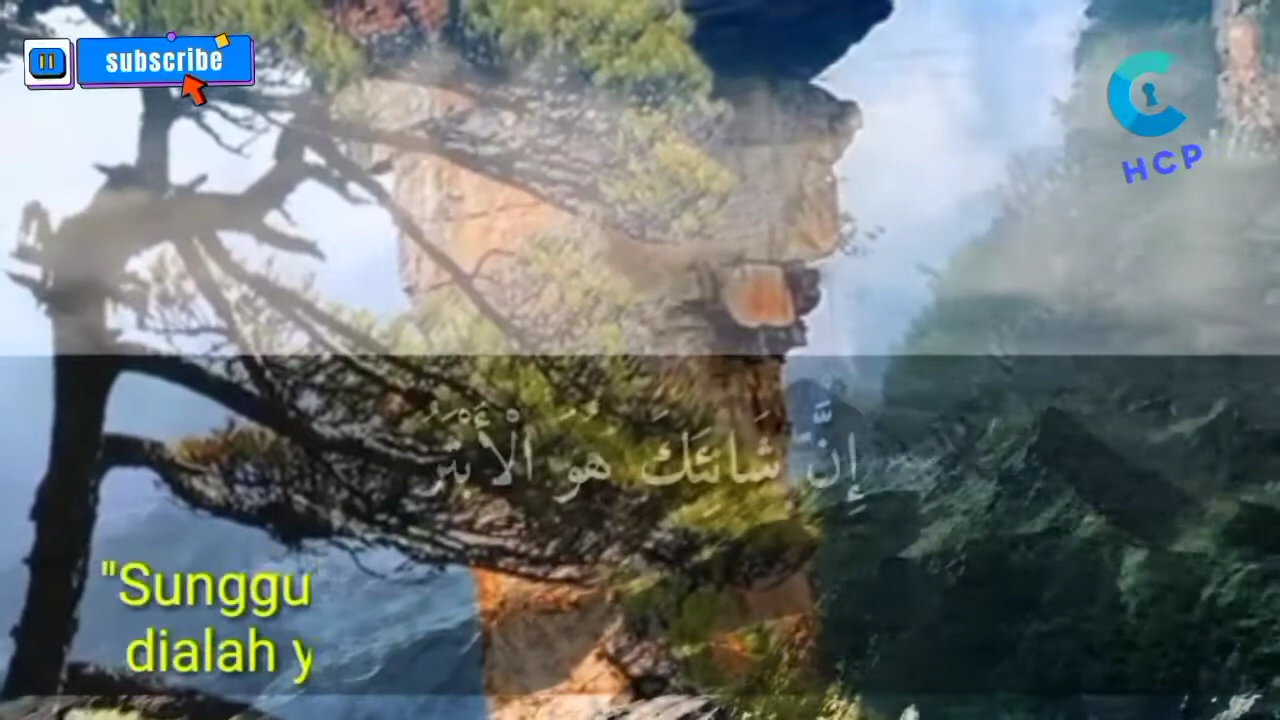 subscribe
HCP
إِنَّ شَانِئَكَ هُوَ الْأَبْتَرُ
"Sunggu
dialah y